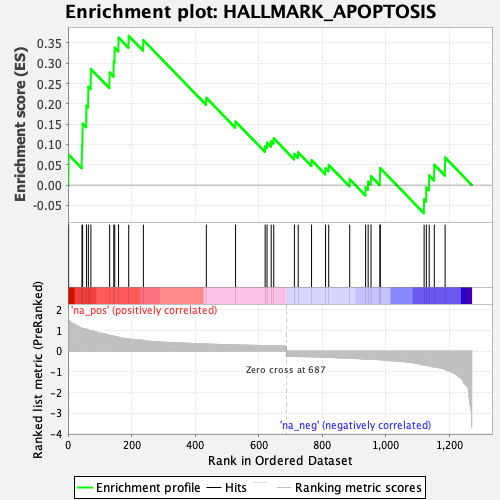 Enrichment plot: HALLMARK_APOPTOSIS
Enrichment score (ES)
0.35
0.30
0.25
0.20
0.15
0.10
0.05
0.00
-0.05
'na_pos' (positively correlated)
Ranked list metric (PreRanked)
2
1
0
-1
-2
-3
-4
Zero cross at 687
'na_neg' (negatively correlated)
0
200
400
600
800
1,000
1,200
Rank in Ordered Dataset
Enrichment profile
Hits
Ranking metric scores